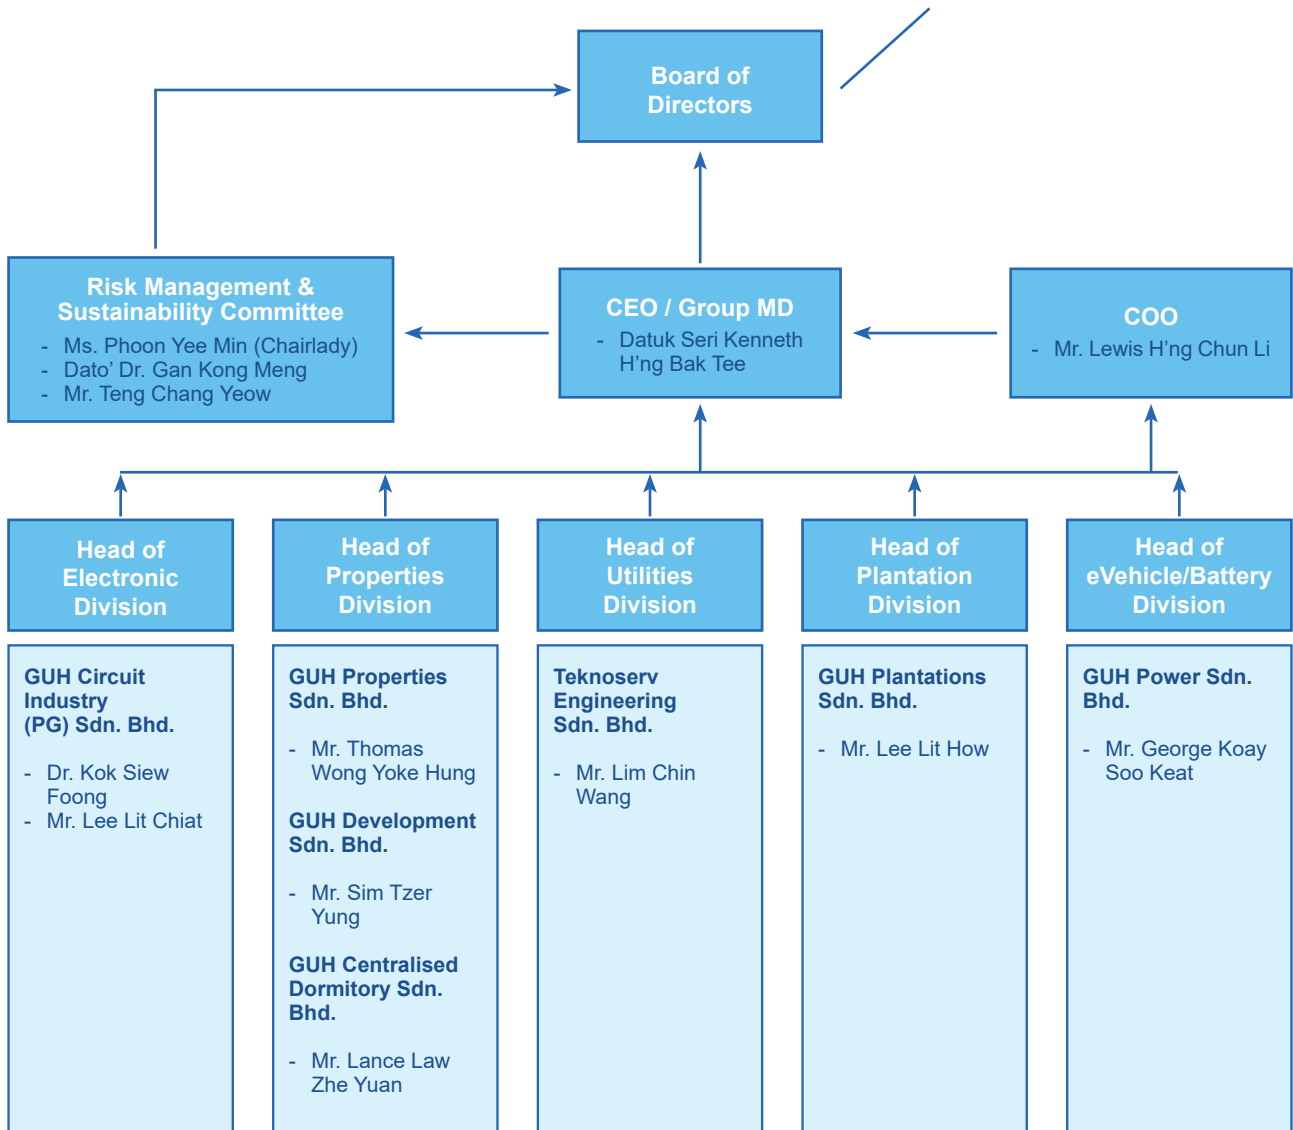 Board of
Directors
Risk Management &
Sustainability Committee
- Ms. Phoon Yee Min (Chairlady)
- Dato' Dr. Gan Kong Meng
- Mr. Teng Chang Yeow
CEO / Group MD
- Datuk Seri Kenneth
H'ng Bak Tee
COO
- Mr. Lewis H'ng Chun Li
Head of
Electronic
Division
Head of
Properties
Division
Head of
Utilities
Division
Head of
Plantation
Division
Head of
eVehicle/Battery
Division
GUH Circuit
Industry
(PG) Sdn. Bhd.
- Dr. Kok Siew
Foong
- Mr. Lee Lit Chiat
GUH Properties
Sdn. Bhd.
- Mr. Thomas
Wong Yoke Hung
GUH Development
Sdn. Bhd.
- Mr. Sim Tzer
Yung
GUH Centralised
Dormitory Sdn.
Bhd.
- Mr. Lance Law
Zhe Yuan
Teknoserv
Engineering
Sdn. Bhd.
- Mr. Lim Chin
Wang
GUH Plantations
Sdn. Bhd.
- Mr. Lee Lit How
GUH Power Sdn.
Bhd.
- Mr. George Koay
Soo Keat